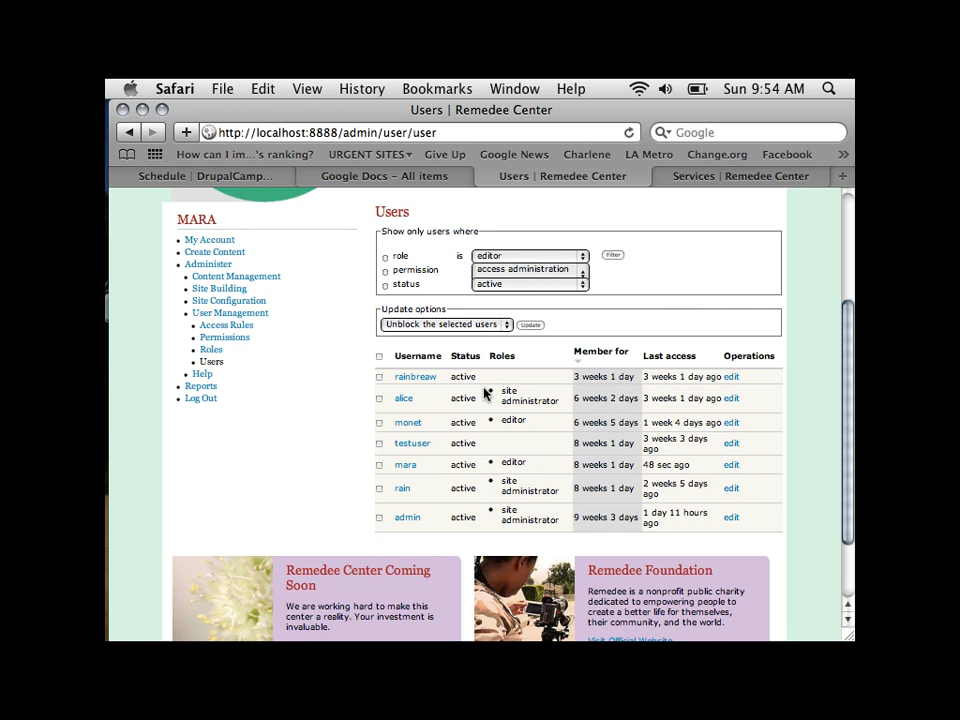 Safari File Edit View History Bookmarks Window Help Sun 9:54 AM
Users | Remedee Center
http://localhost:8888/admin/user/user
Google
How can I im...'s ranking? URGENT SITES▾ Give Up Google News Charlene LA Metro Change.org Facebook »
Schedule | DrupalCamp... Google Docs – All items Users | Remedee Center Services | Remedee Center +
MARA
My Account
Create Content
Administer
Content Management
Site Building
Site Configuration
User Management
Access Rules
Permissions
Roles
Users
Help
Reports
Log Out
Users
Show only users where
role is editor Filter
permission access administration
status active
Update options
Unblock the selected users Update
Username Status Roles Member for Last access Operations
rainbreaw active 3 weeks 1 day 3 weeks 1 day ago edit
alice active site administrator 6 weeks 2 days 3 weeks 1 day ago edit
monet active editor 6 weeks 5 days 1 week 4 days ago edit
testuser active 8 weeks 1 day 3 weeks 3 days ago edit
mara active editor 8 weeks 1 day 48 sec ago edit
rain active site administrator 8 weeks 1 day 2 weeks 5 days ago edit
admin active site administrator 9 weeks 3 days 1 day 11 hours ago edit
Remedee Center Coming
Soon
We are working hard to make this
center a reality. Your investment is
invaluable.
Remedee Foundation
Remedee is a nonprofit public charity
dedicated to empowering people to
create a better life for themselves,
their community, and the world.
Visit Official Website